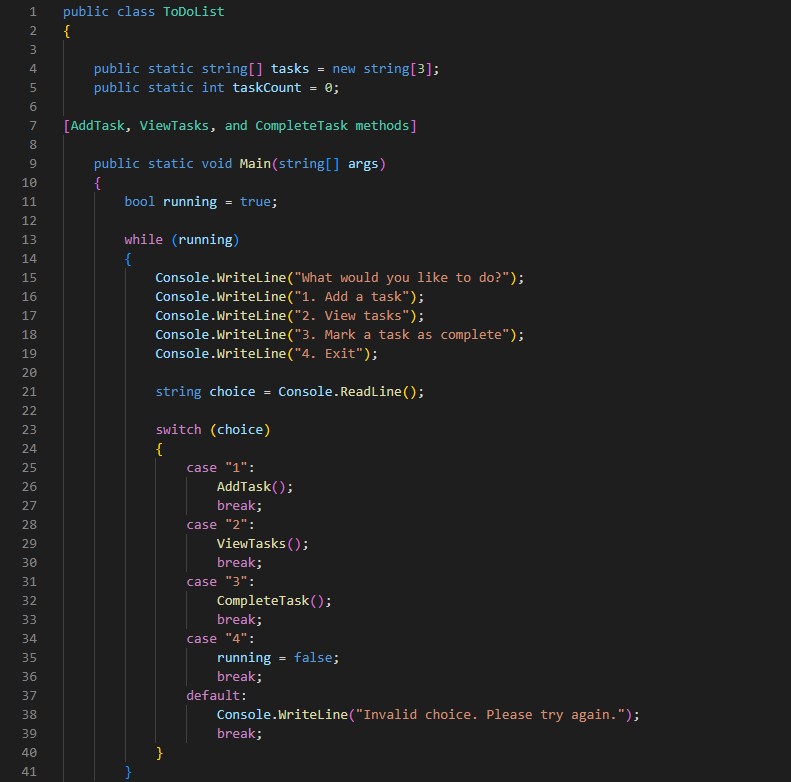 1 public class ToDoList
2 {
3
4 public static string[] tasks = new string[3];
5 public static int taskCount = 0;
6
7 [AddTask, ViewTasks, and CompleteTask methods]
8
9 public static void Main(string[] args)
10 {
11 bool running = true;
12
13 while (running)
14 {
15 Console.WriteLine("What would you like to do?");
16 Console.WriteLine("1. Add a task");
17 Console.WriteLine("2. View tasks");
18 Console.WriteLine("3. Mark a task as complete");
19 Console.WriteLine("4. Exit");
20
21 string choice = Console.ReadLine();
22
23 switch (choice)
24 {
25 case "1":
26 AddTask();
27 break;
28 case "2":
29 ViewTasks();
30 break;
31 case "3":
32 CompleteTask();
33 break;
34 case "4":
35 running = false;
36 break;
37 default:
38 Console.WriteLine("Invalid choice. Please try again.");
39 break;
40 }
41 }